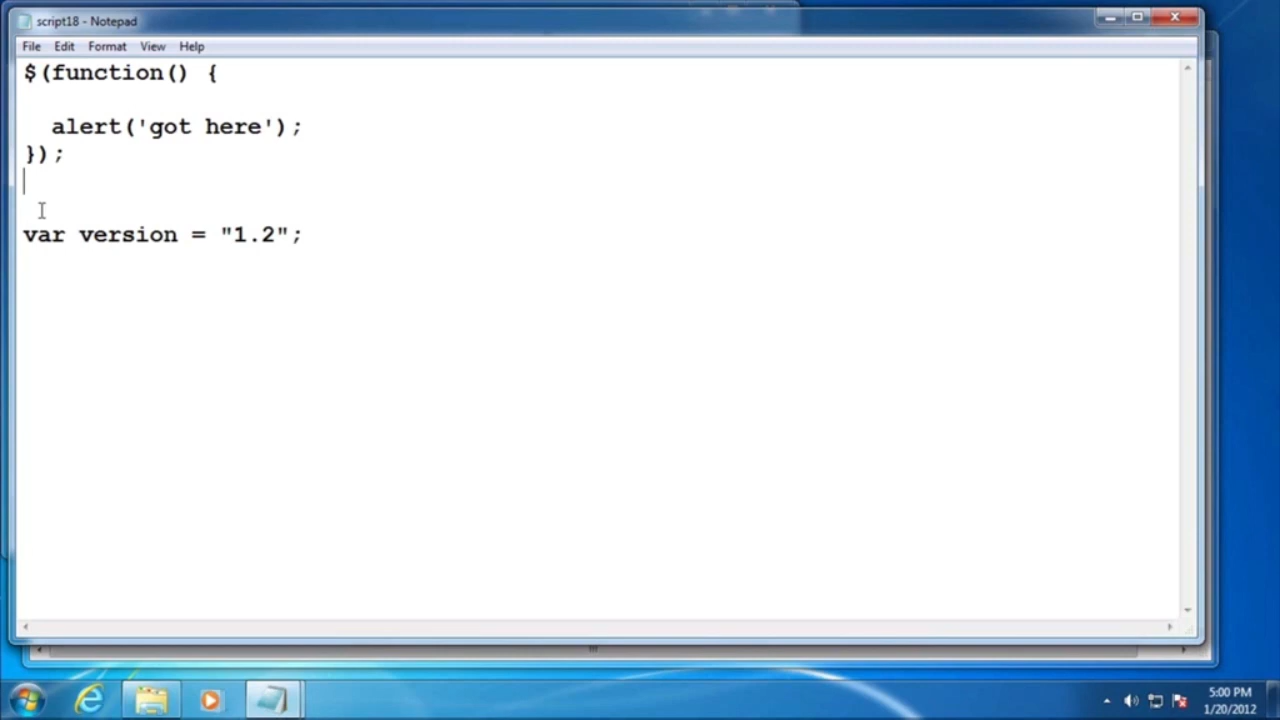 script18 - Notepad
File Edit Format View Help
$(function() {
  alert('got here');
});
var version = "1.2";
5:00 PM
1/20/2012